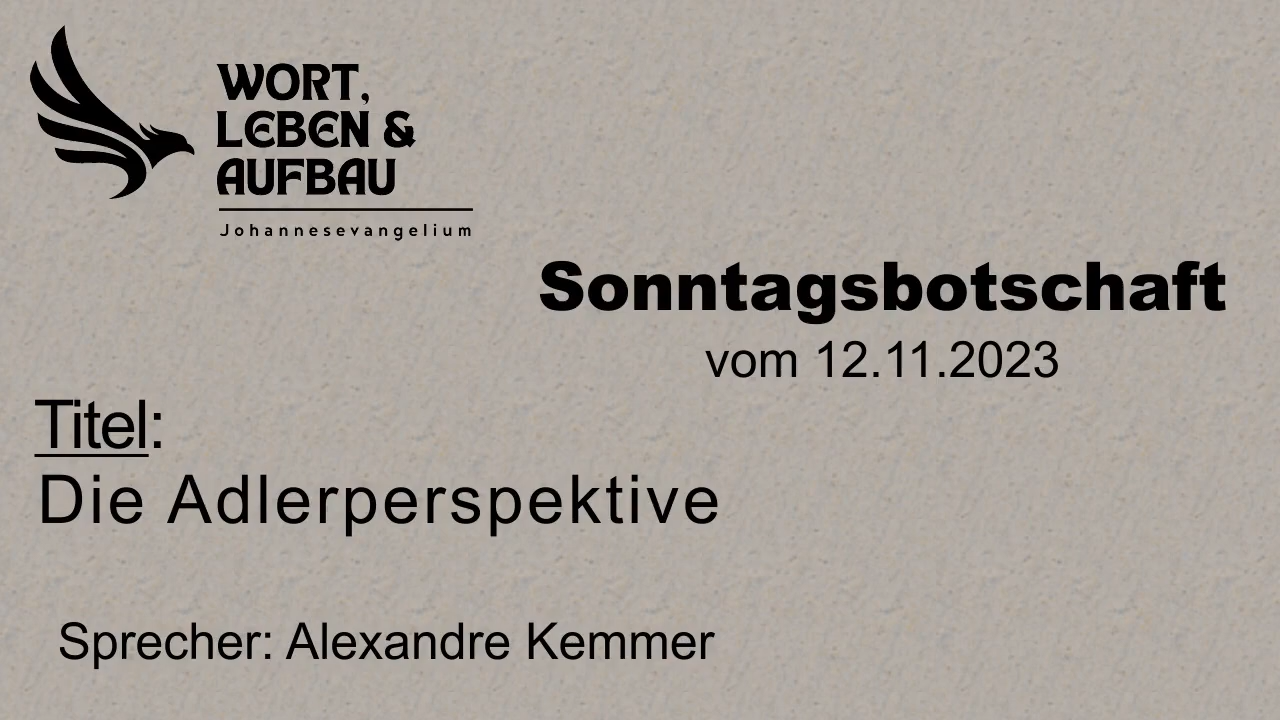 WORT,
LEBEN &
AUFBAU
Johannesevangelium
Sonntagsbotschaft
vom 12.11.2023
Titel:
Die Adlerperspektive
Sprecher: Alexandre Kemmer